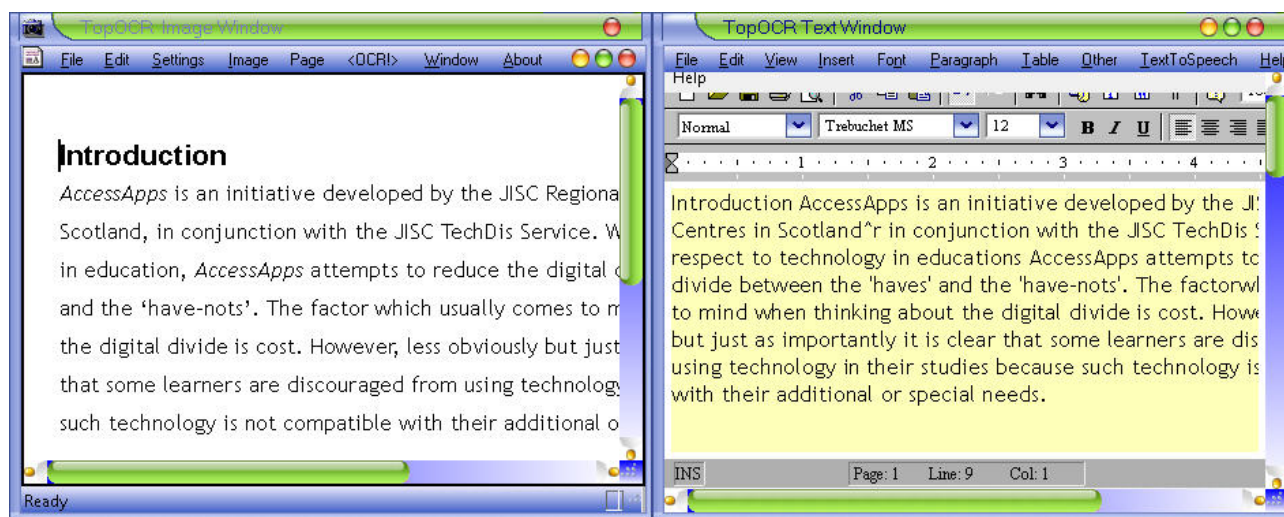 TopOCR Image Window
File Edit Settings Image Page <OCR!> Window About
Introduction
AccessApps is an initiative developed by the JISC Regiona
Scotland, in conjunction with the JISC TechDis Service. W
in education, AccessApps attempts to reduce the digital
and the ‘have-nots’. The factor which usually comes to m
the digital divide is cost. However, less obviously but just
that some learners are discouraged from using technology
such technology is not compatible with their additional o
Ready
TopOCR Text Window
File Edit View Insert Font Paragraph Table Other TextToSpeech Help
Help
Normal Trebuchet MS 12 B I U
1 2 3 4
Introduction AccessApps is an initiative developed by the JI
Centres in Scotland^r in conjunction with the JISC TechDis
respect to technology in educations AccessApps attempts to
divide between the 'haves' and the 'have-nots'. The factorwh
to mind when thinking about the digital divide is cost. Howe
but just as importantly it is clear that some learners are dis
using technology in their studies because such technology is
with their additional or special needs.
INS Page: 1 Line: 9 Col: 1